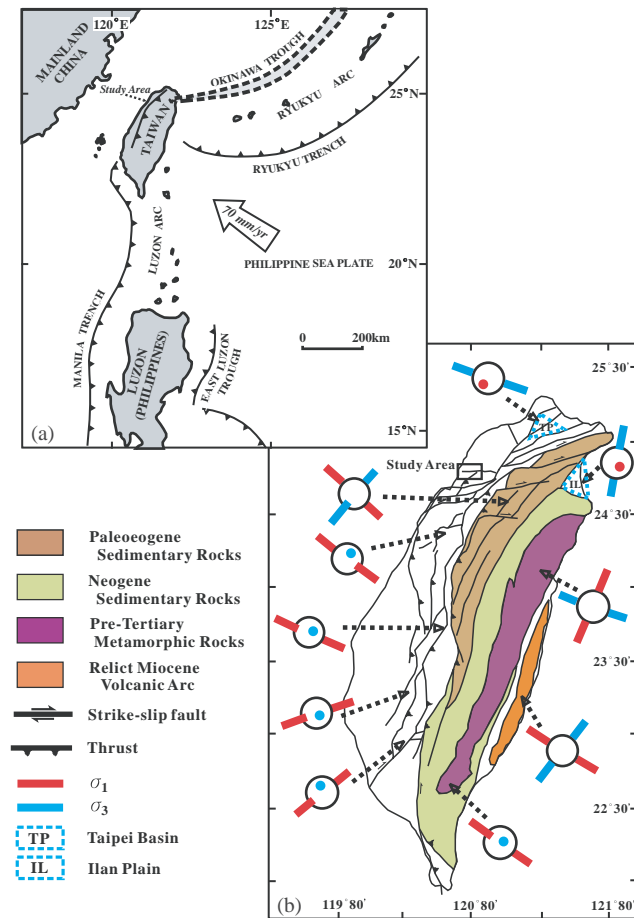 120°E
125°E
MAINLAND
CHINA
Study Area
OKINAWA TROUGH
RYUKYU ARC
25°N
TAIWAN
RYUKYU TRENCH
70 mm/yr
LUZON ARC
20°N
PHILIPPINE SEA PLATE
MANILA TRENCH
0 200km
LUZON
(PHILIPPINES)
EAST LUZON
TROUGH
15°N
(a)
25°30'
TP
Study Area
IL
24°30'
Paleoeogene
Sedimentary Rocks
Neogene
Sedimentary Rocks
Pre-Tertiary
Metamorphic Rocks
Relict Miocene
Volcanic Arc
23°30'
Strike-slip fault
Thrust
σ1
σ3
TP Taipei Basin
IL Ilan Plain
22°30'
(b)
119°80
120°80
121°80